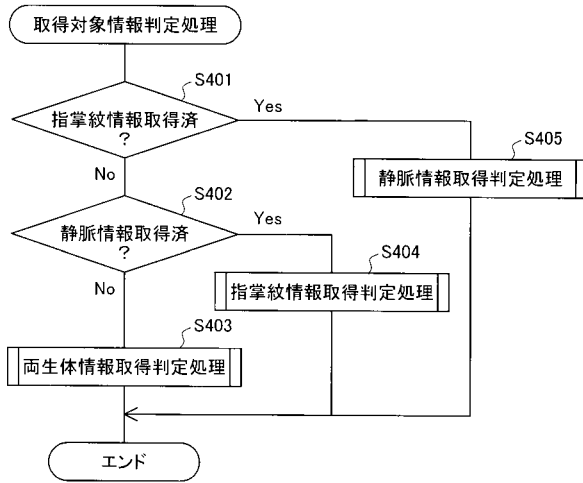 取得対象情報判定処理
S401
指掌紋情報取得済
?
Yes
No
S405
静脈情報取得判定処理
S402
静脈情報取得済
?
Yes
No
S404
指掌紋情報取得判定処理
S403
両生体情報取得判定処理
エンド